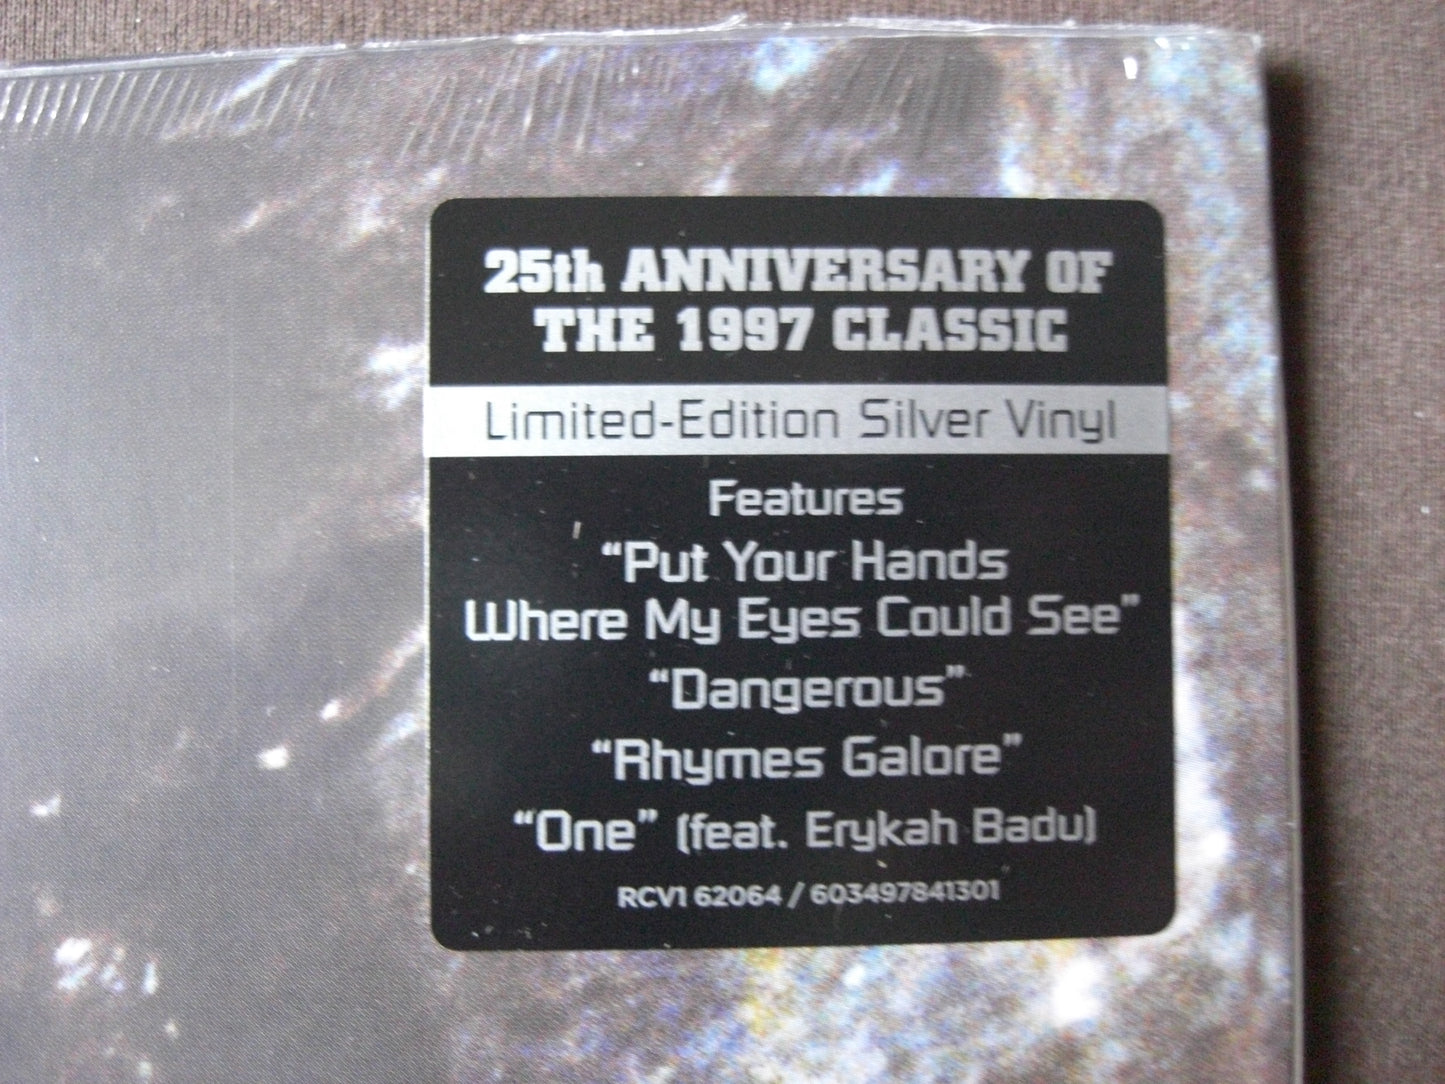 25th ANNIVERSARY OF
THE 1997 CLASSIC
Limited-Edition Silver Vinyl
Features
“Put Your Hands
Where My Eyes Could See”
“Dangerous”
“Rhymes Galore”
“One” (feat. Erykah Badu)
RCV1 62064 / 603497841301